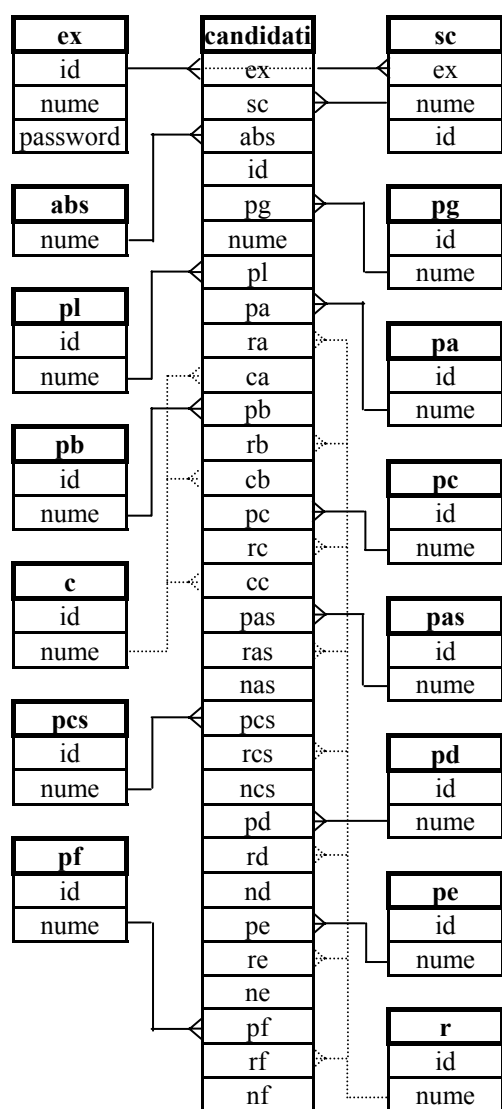 ex
id
nume
password
abs
nume
pl
id
nume
pb
id
nume
c
id
nume
pcs
id
nume
pf
id
nume
candidati
ex
sc
abs
id
pg
nume
pl
pa
ra
ca
pb
rb
cb
pc
rc
cc
pas
ras
nas
pcs
rcs
ncs
pd
rd
nd
pe
re
ne
pf
rf
nf
sc
ex
nume
id
pg
id
nume
pa
id
nume
pc
id
nume
pas
id
nume
pd
id
nume
pe
id
nume
r
id
nume